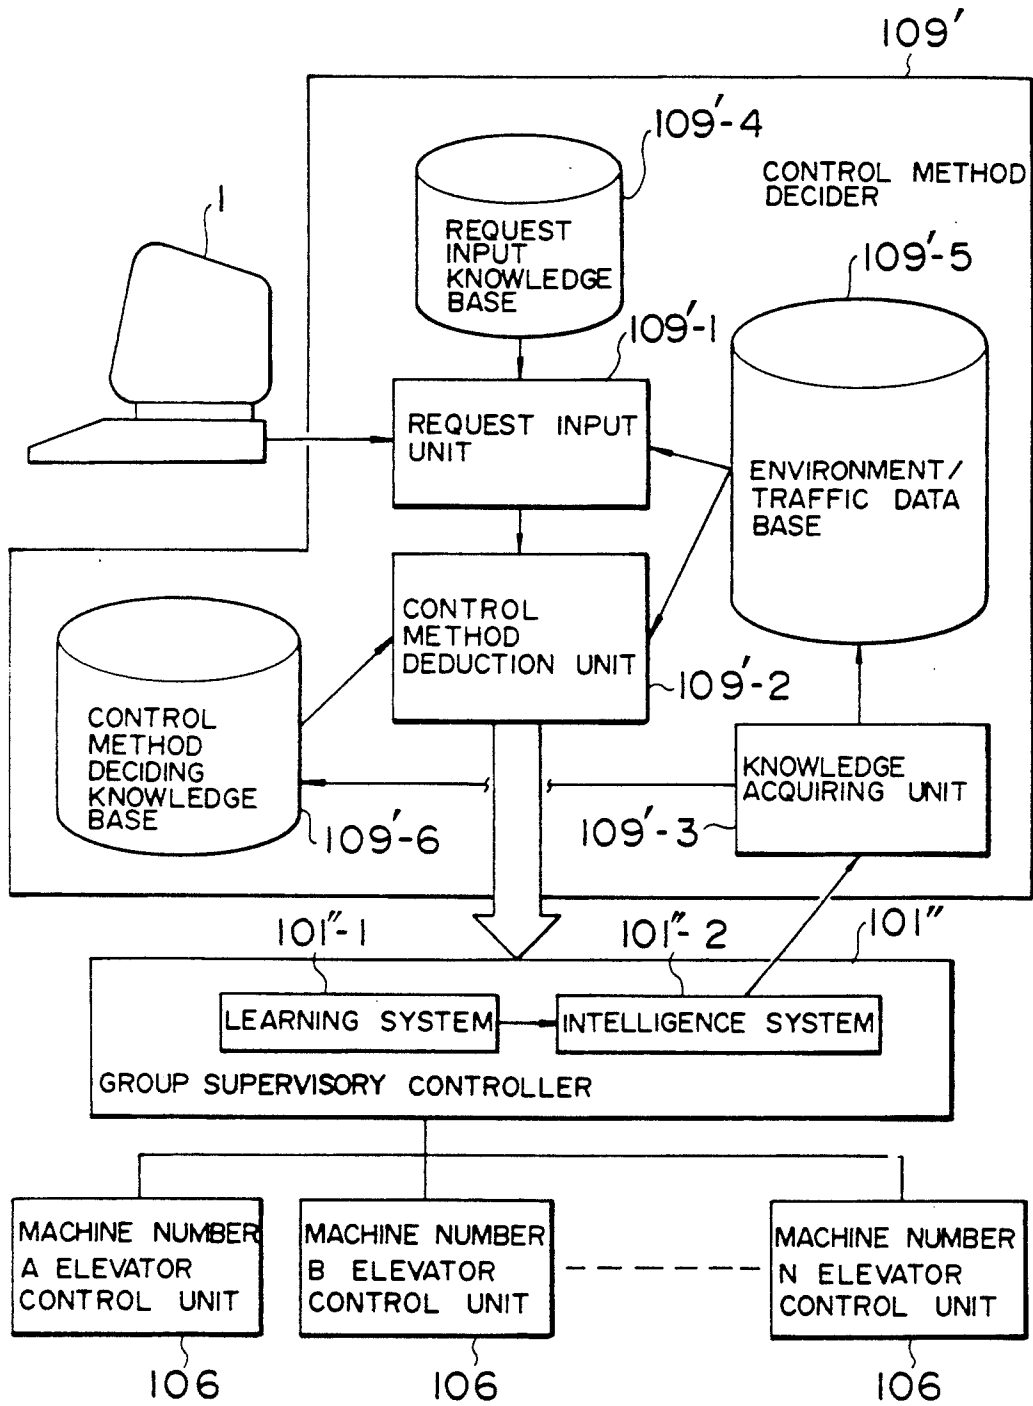 109'
109'-4
CONTROL METHOD
DECIDER
1
REQUEST
INPUT
KNOWLEDGE
BASE
109'-5
109'-1
REQUEST INPUT
UNIT
ENVIRONMENT/
TRAFFIC DATA
BASE
CONTROL
METHOD
DEDUCTION UNIT
109'-2
CONTROL
METHOD
DECIDING
KNOWLEDGE
BASE
109'-6
KNOWLEDGE
ACQUIRING UNIT
109'-3
101"-1
101"-2
101"
LEARNING SYSTEM
INTELLIGENCE SYSTEM
GROUP SUPERVISORY CONTROLLER
MACHINE NUMBER
A ELEVATOR
CONTROL UNIT
MACHINE NUMBER
B ELEVATOR
CONTROL UNIT
MACHINE NUMBER
N ELEVATOR
CONTROL UNIT
106
106
106